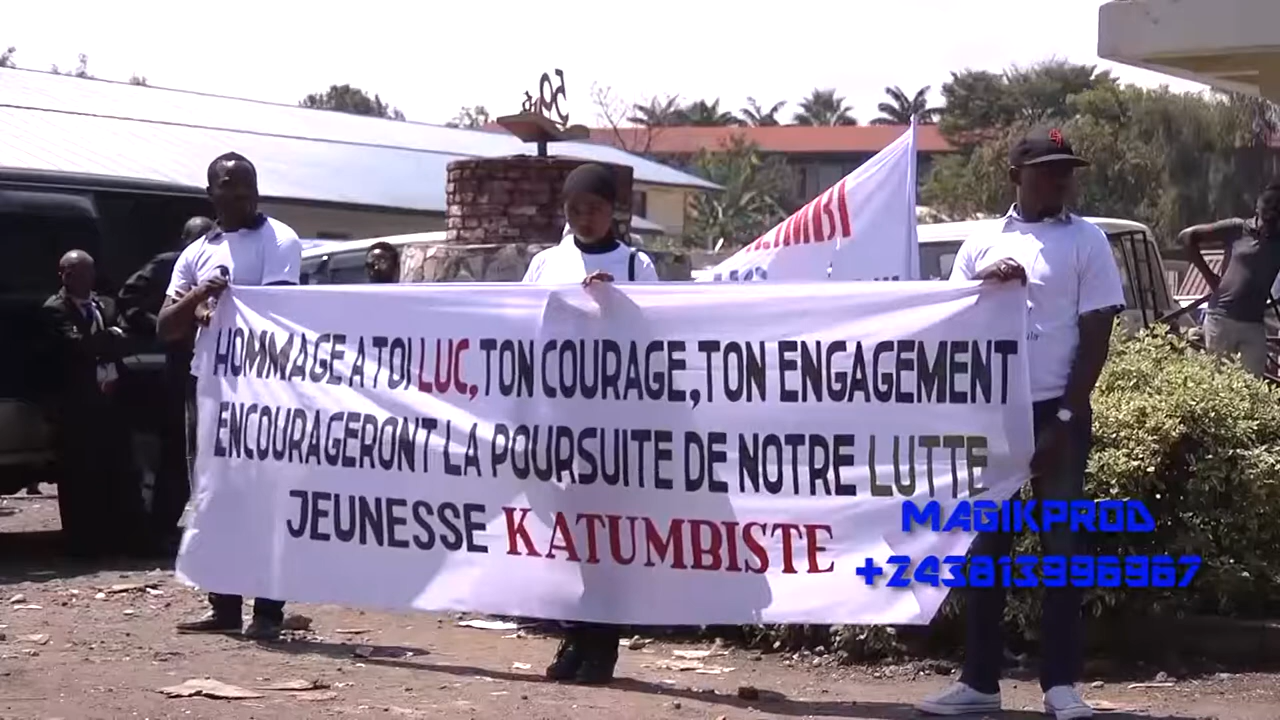 HOMMAGE A TOI LUC, TON COURAGE, TON ENGAGEMENT
ENCOURAGERONT LA POURSUITE DE NOTRE LUTTE
JEUNESSE KATUMBISTE
MAGIKPROD
+243813996967